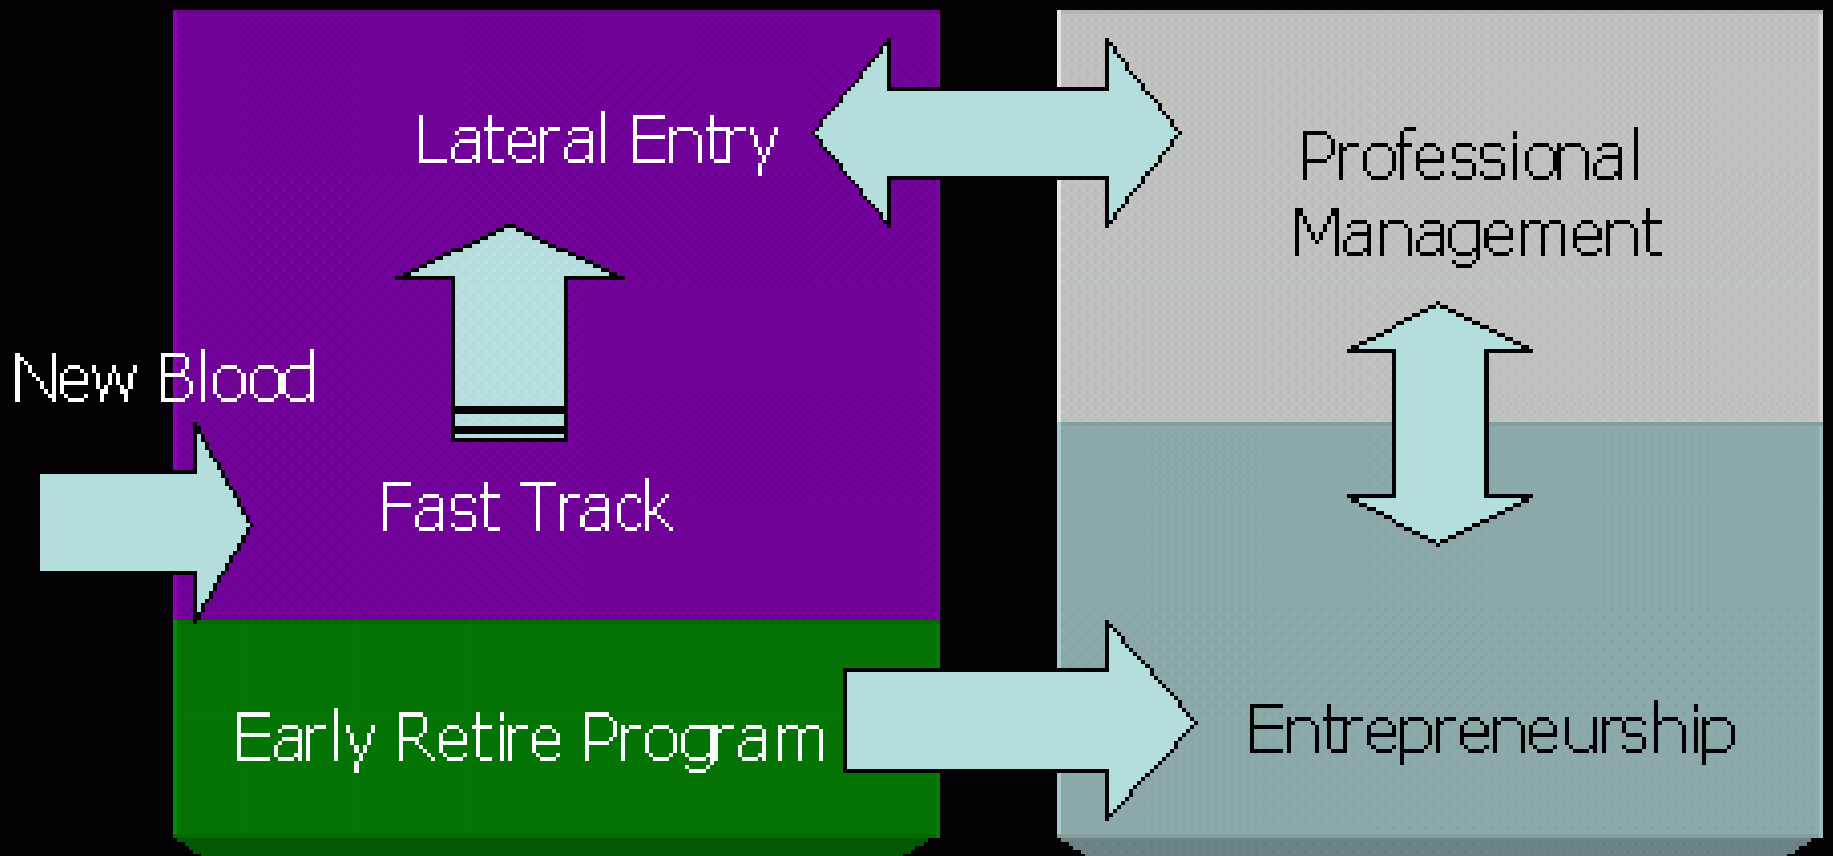 Lateral Entry
Professional
Management
New Blood
Fast Track
Early Retire Program
Entrepreneurship